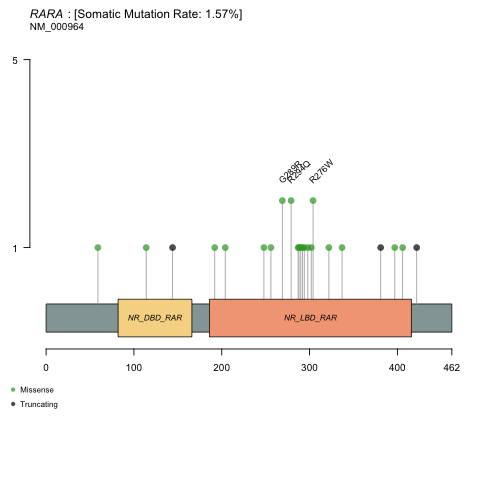 RARA : [Somatic Mutation Rate: 1.57%]
NM_000964
5
G289R
R294Q
R276W
1
NR_DBD_RAR
NR_LBD_RAR
0
100
200
300
400
462
Missense
Truncating